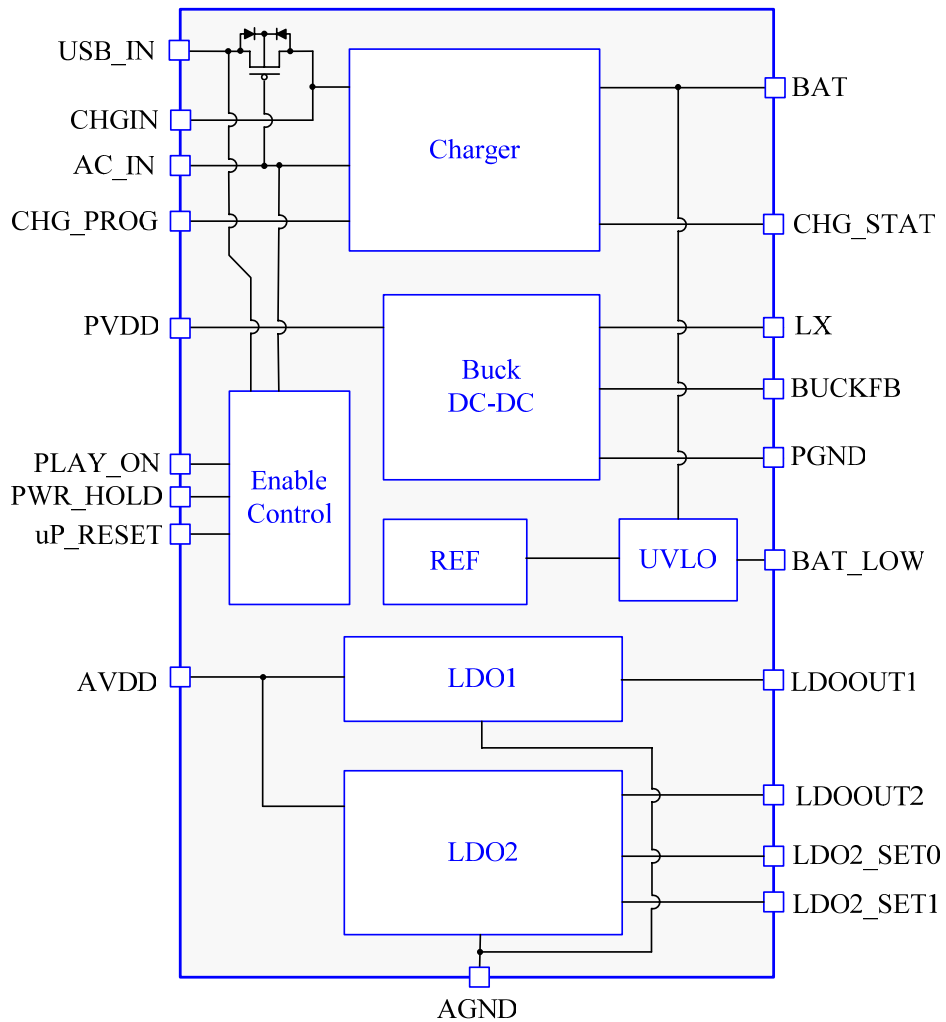 USB_IN
CHGIN
AC_IN
CHG_PROG
PVDD
PLAY_ON
PWR_HOLD
uP_RESET
AVDD
Charger
Buck
DC-DC
Enable
Control
REF
UVLO
LDO1
LDO2
BAT
CHG_STAT
LX
BUCKFB
PGND
BAT_LOW
LDOOUT1
LDOOUT2
LDO2_SET0
LDO2_SET1
AGND